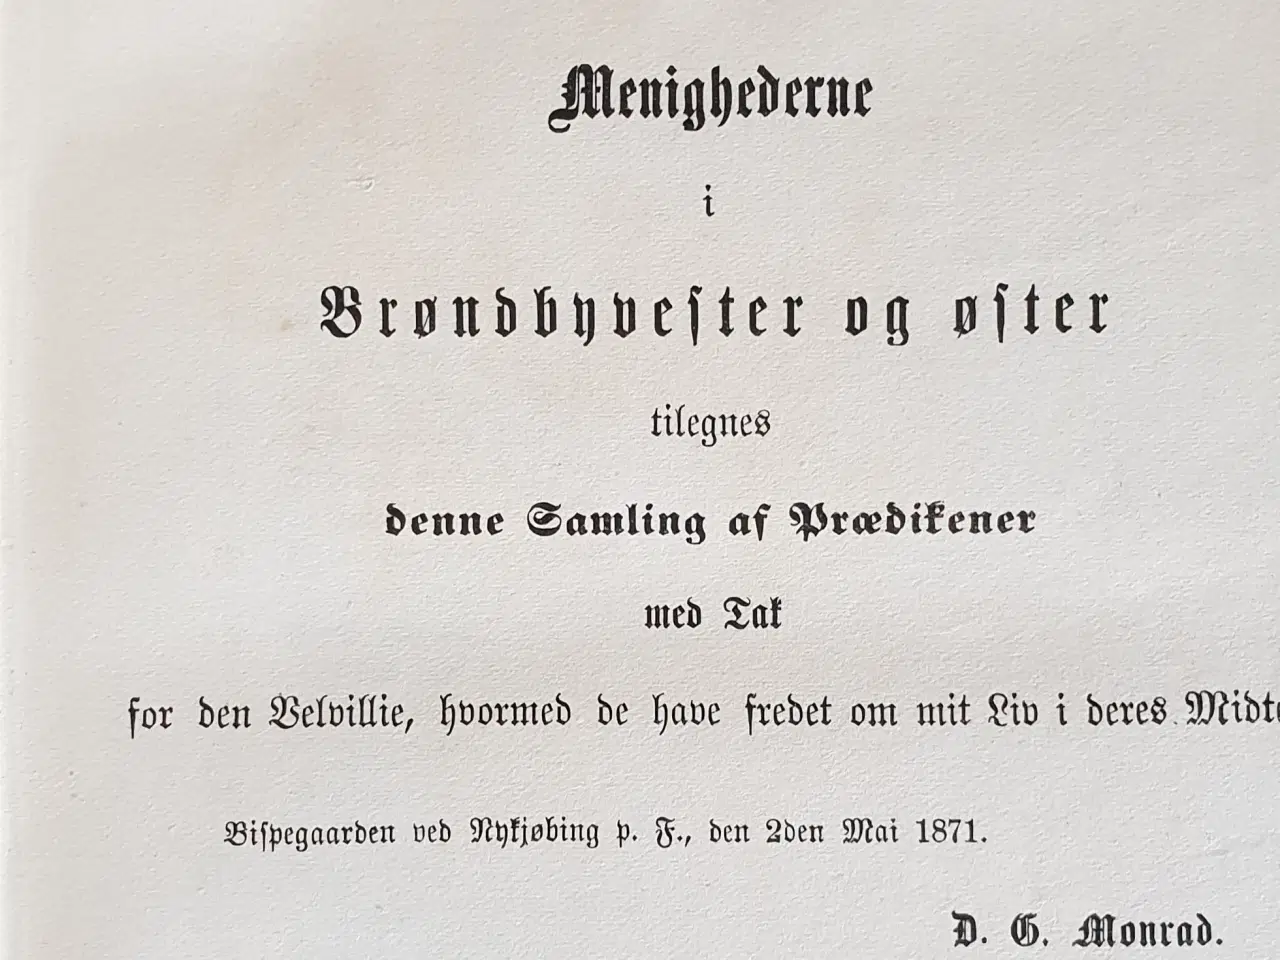 Menighederne
i
Brøndbyveſter og øſter
tilegnes
denne Samling af Prædikener
med Tak
for den Velvillie, hvormed de have fredet om mit Liv i deres Midte
Biſpegaarden ved Nykjøbing p. F., den 2den Mai 1871.
D. G. Monrad.